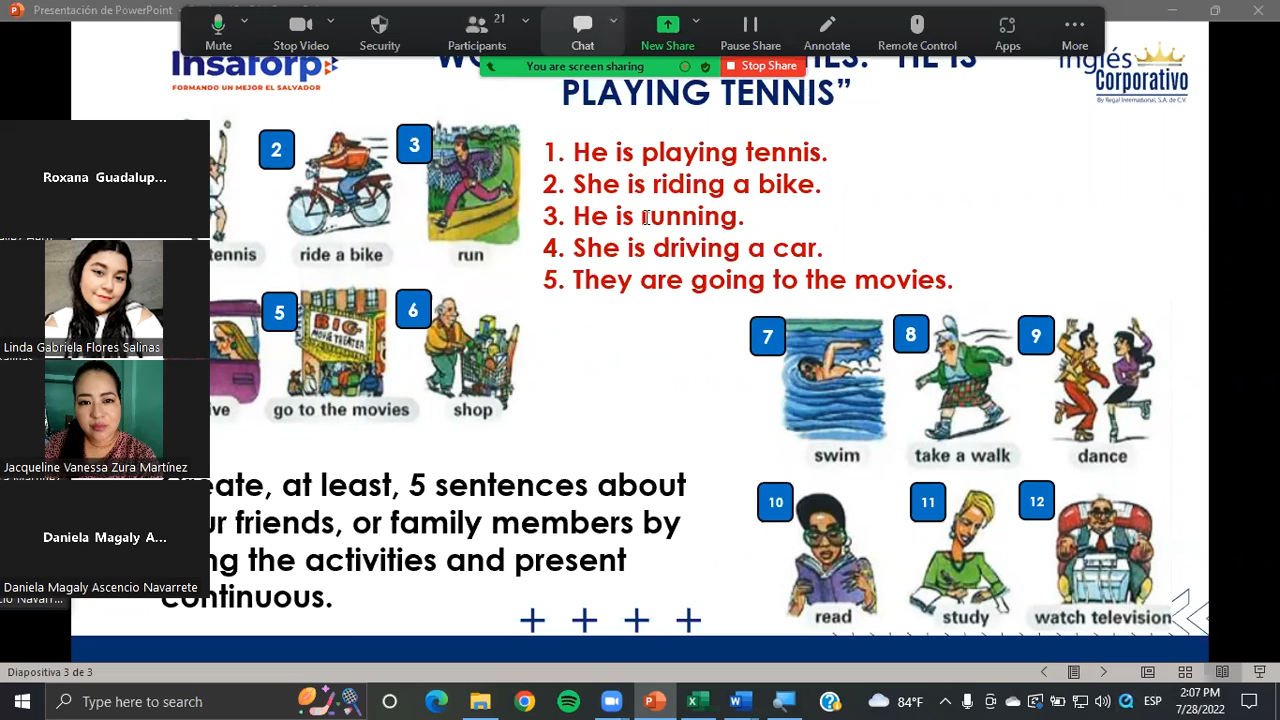 Presentación de PowerPoint
Mute
Stop Video
Security
Participants
21
Chat
New Share
Pause Share
Annotate
Remote Control
Apps
More
You are screen sharing
Stop Share
Insaforp
FORMANDO UN MEJOR EL SALVADOR
HE IS
PLAYING TENNIS”
Inglés
Corporativo
By Regal International, S.A. de C.V.
Roxana Guadalup...
Linda Gabriela Flores Salinas
Jacqueline Vanessa Zura Martínez
Daniela Magaly A...
Daniela Magaly Ascencio Navarrete
2
3
tennis
ride a bike
run
1. He is playing tennis.
2. She is riding a bike.
3. He is running.
4. She is driving a car.
5. They are going to the movies.
5
6
BIG
MOVIE THEATER
go to the movies
shop
7
8
9
swim
take a walk
dance
10
11
12
read
study
watch television
at least, 5 sentences about
friends, or family members by
the activities and present
continuous.
Diapositiva 3 de 3
Type here to search
84°F
ESP
2:07 PM
7/28/2022